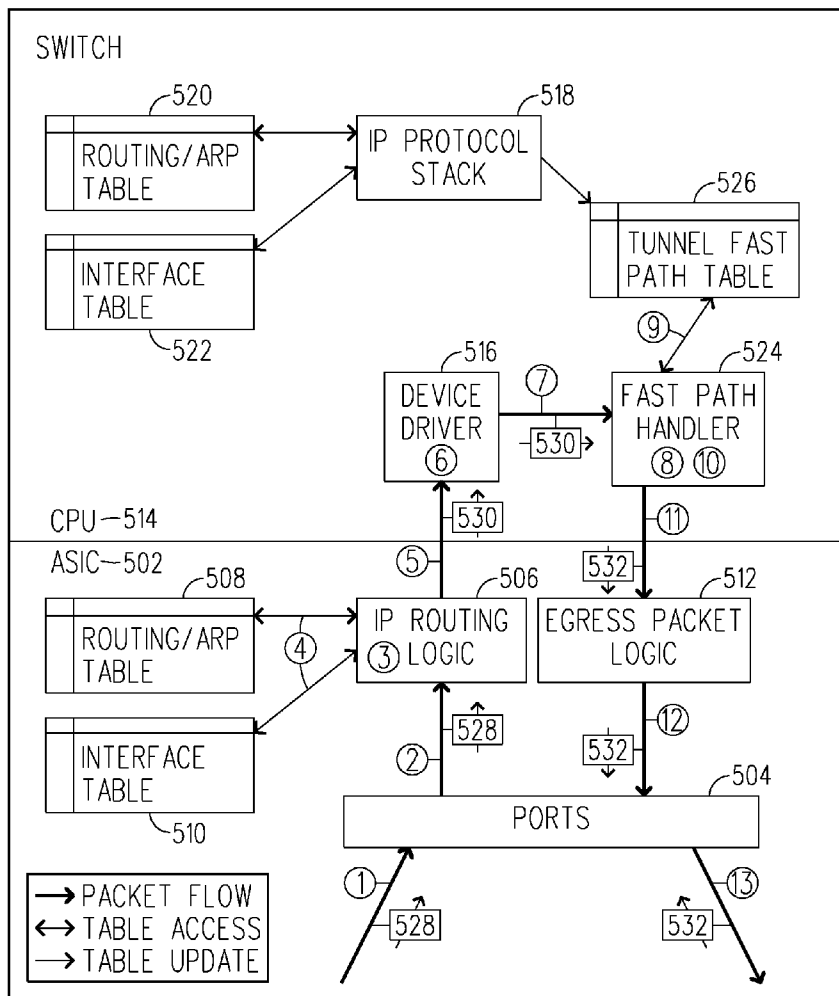 SWITCH
520
ROUTING/ARP
TABLE
518
IP PROTOCOL
STACK
526
TUNNEL FAST
PATH TABLE
INTERFACE
TABLE
522
9
516
DEVICE
DRIVER
6
7
530
524
FAST PATH
HANDLER
8 10
CPU-514
530
11
ASIC-502
5
532
508
ROUTING/ARP
TABLE
4
506
IP ROUTING
3 LOGIC
512
EGRESS PACKET
LOGIC
INTERFACE
TABLE
510
2
528
532
12
504
PORTS
1
528
532
13
PACKET FLOW
TABLE ACCESS
TABLE UPDATE